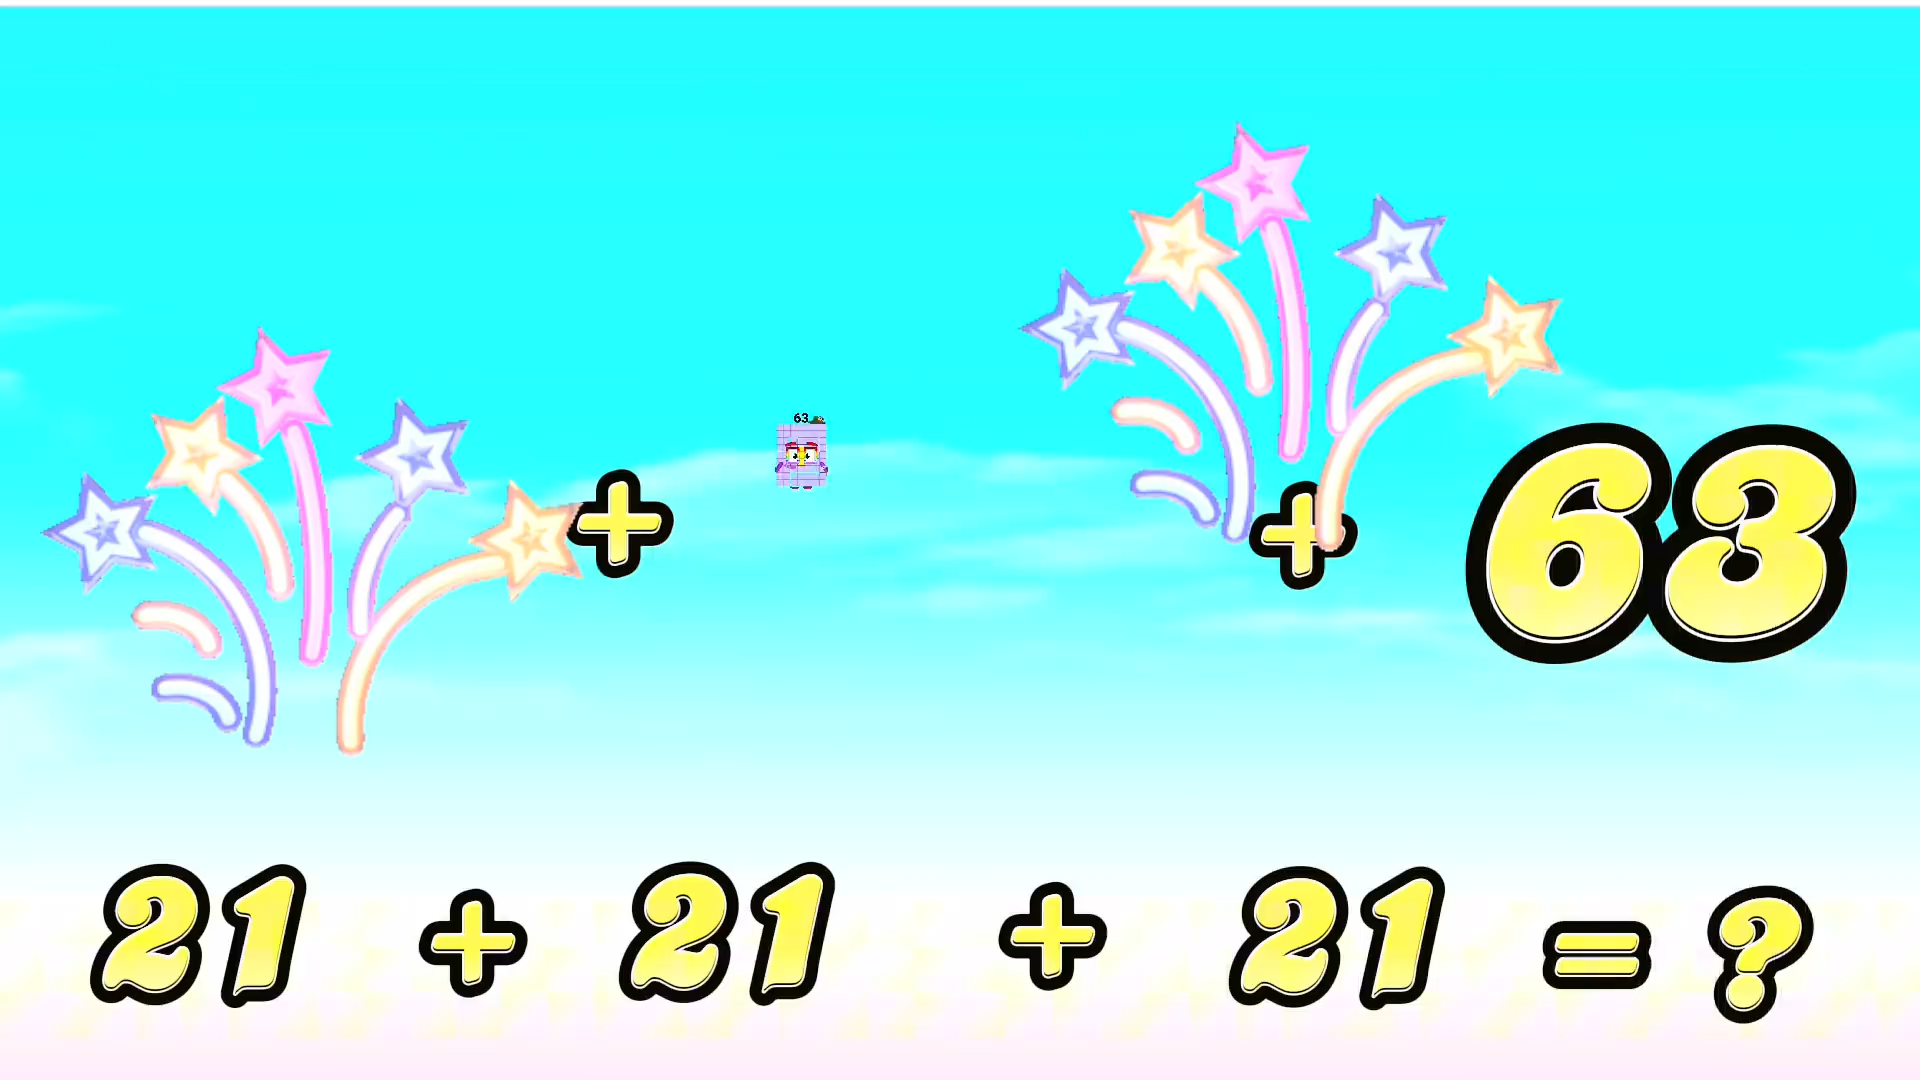 63
+ + 63
21 + 21 + 21 = ?